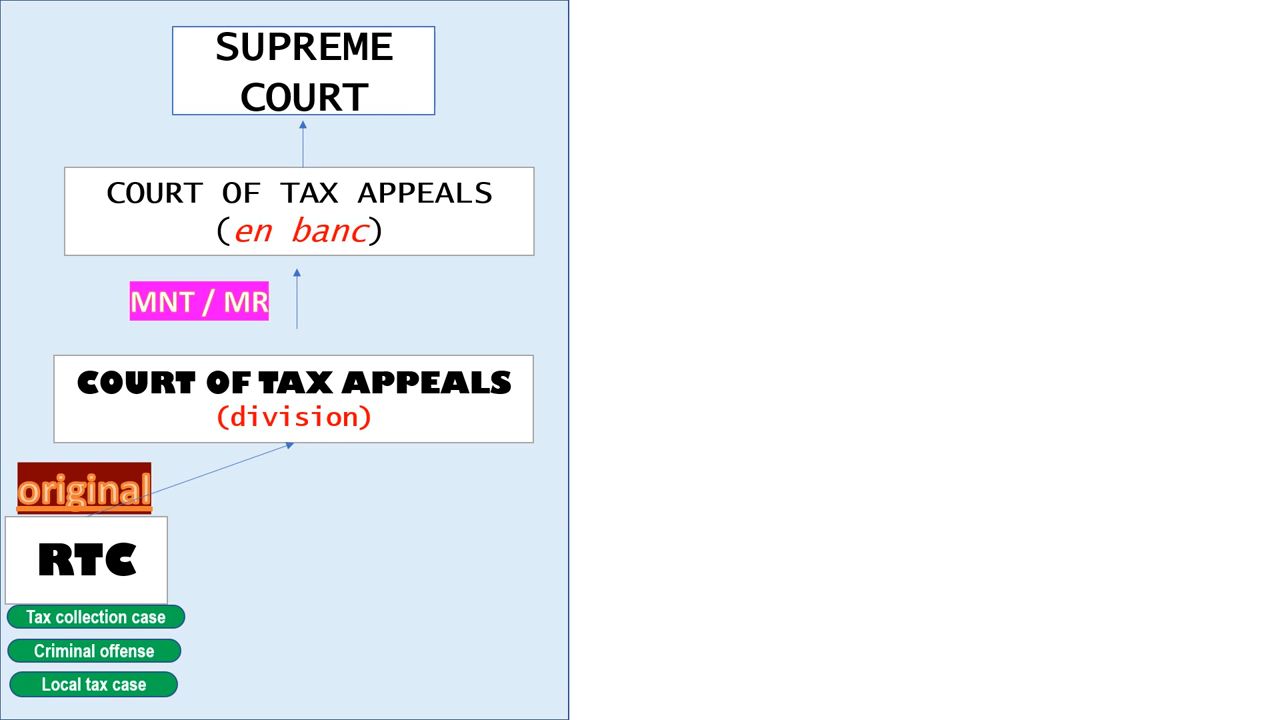 SUPREME
COURT
COURT OF TAX APPEALS
(en banc)
MNT / MR
COURT OF TAX APPEALS
(division)
original
RTC
Tax collection case
Criminal offense
Local tax case